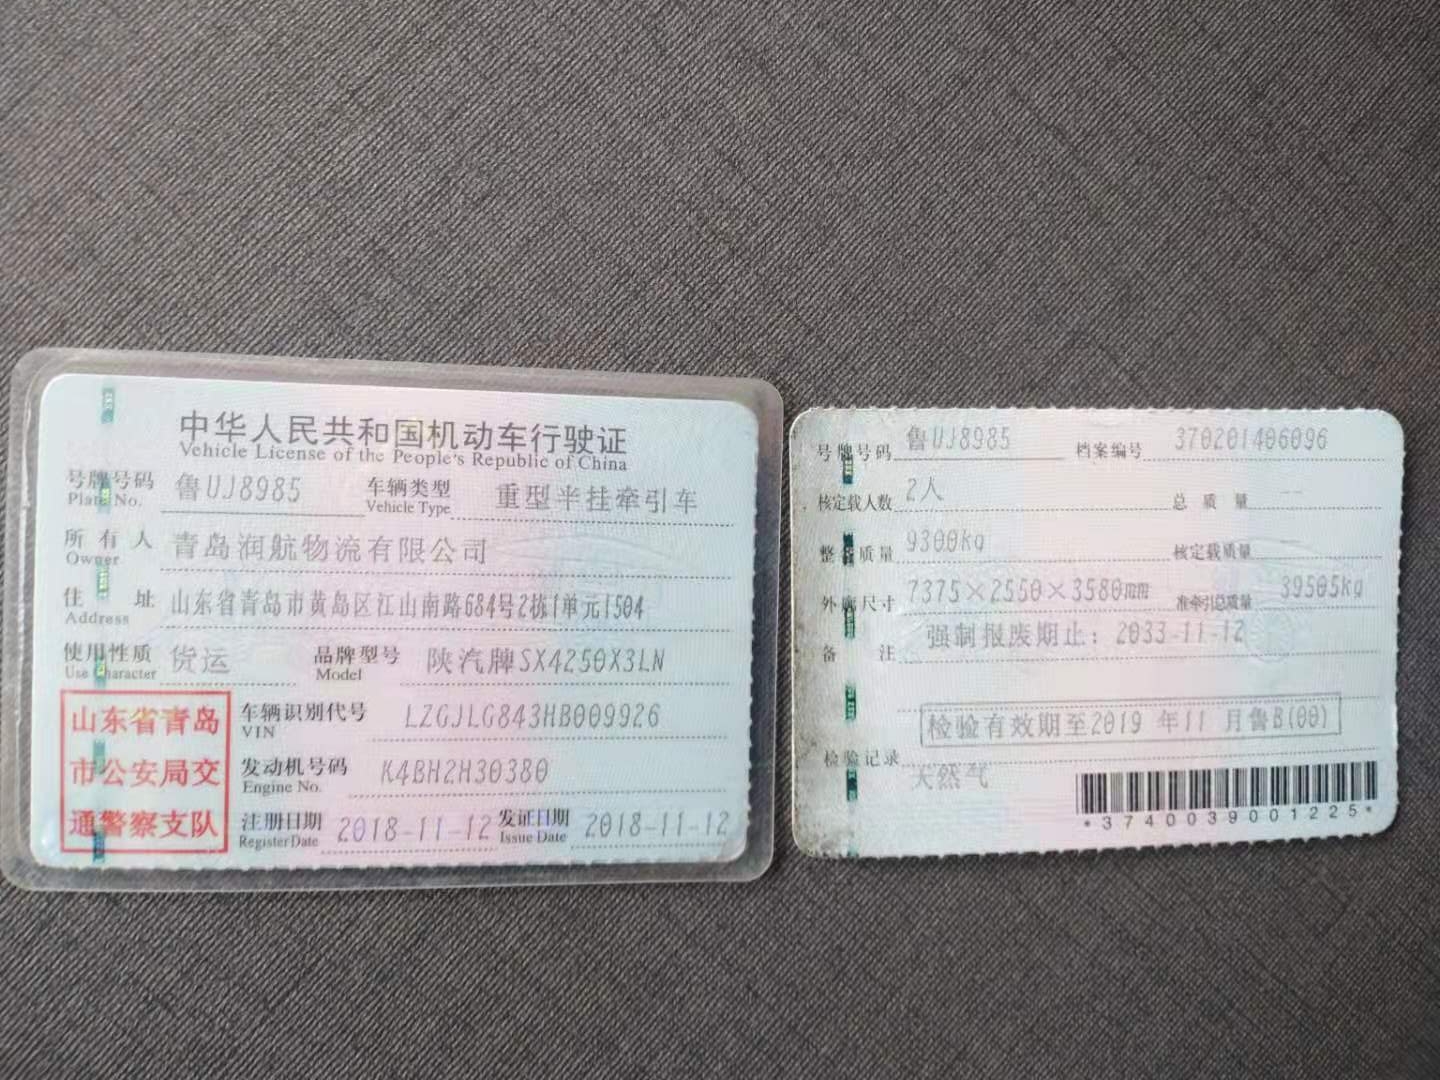 中华人民共和国机动车行驶证
Vehicle License of the People's Republic of China
号牌号码 鲁UJ8985 车辆类型 重型半挂牵引车
Plate No. Vehicle Type
所有人 青岛润航物流有限公司
Owner
住址 山东省青岛市黄岛区江山南路684号2栋1单元1504
Address
使用性质 货运 品牌型号 陕汽牌SX4250X3LN
Use Character Model
山东省青岛
市公安局交
通警察支队
车辆识别代号 LZGJLG843HB009926
VIN
发动机号码 K4BH2H30380
Engine No.
注册日期 2018-11-12 发证日期 2018-11-12
Register Date Issue Date
号牌号码 鲁UJ8985 档案编号 370201406096
核定载人数 2人 总质量 --
整备质量 9300kg 核定载质量 --
外廓尺寸 7375×2550×3580mm 准牵引总质量 39505kg
备注 强制报废期止：2033-11-12
检验有效期至2019 年11 月鲁B(00)
检验记录
天然气
*3740039001225*